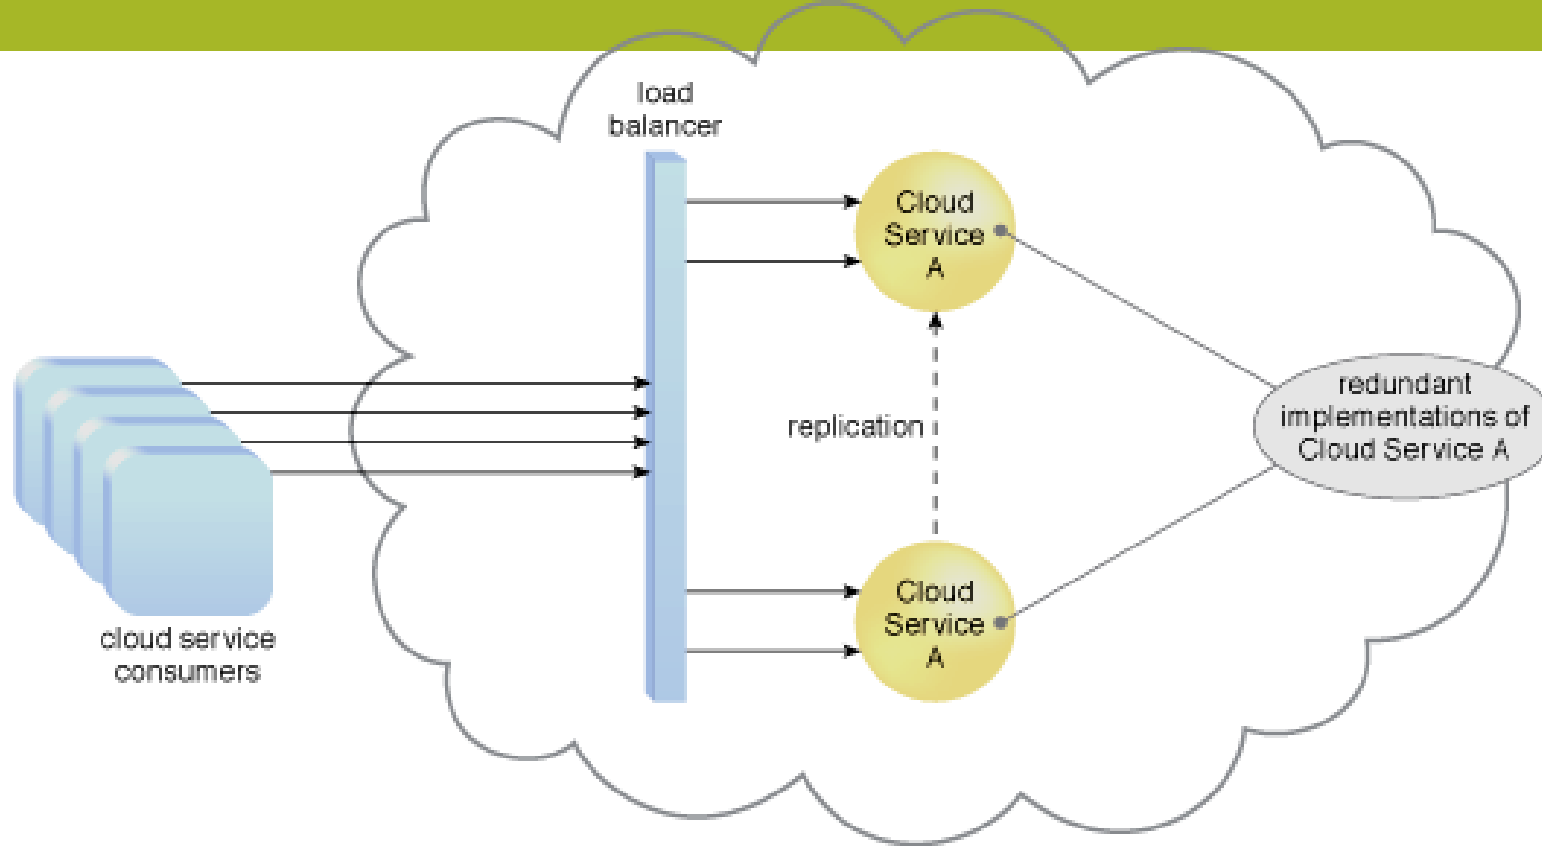 load
balancer
Cloud
Service
A
replication
redundant
implementations of
Cloud Service A
Cloud
Service
A
cloud service
consumers